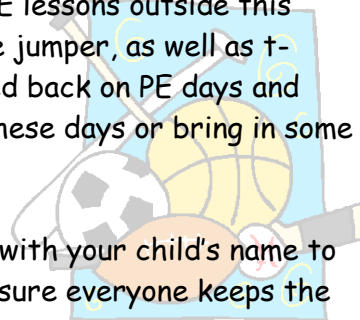 E lessons outside this
e jumper, as well as t-
d back on PE days and
hese days or bring in some
with your child's name to
sure everyone keeps the